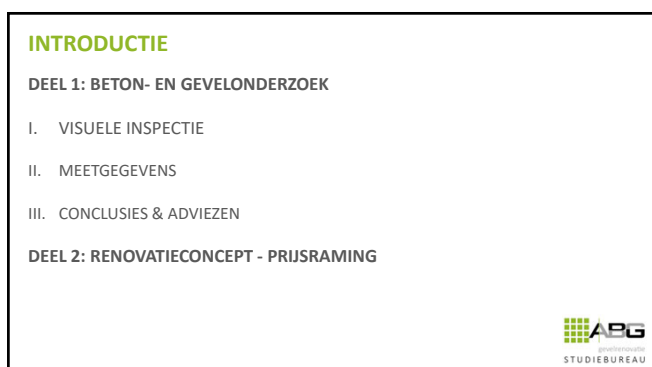 INTRODUCTIE
DEEL 1: BETON- EN GEVELONDERZOEK
I. VISUELE INSPECTIE
II. MEETGEGEVENS
III. CONCLUSIES & ADVIEZEN
DEEL 2: RENOVATIECONCEPT - PRIJSRAMING
ABG
gevelrenovatie
STUDIEBUREAU